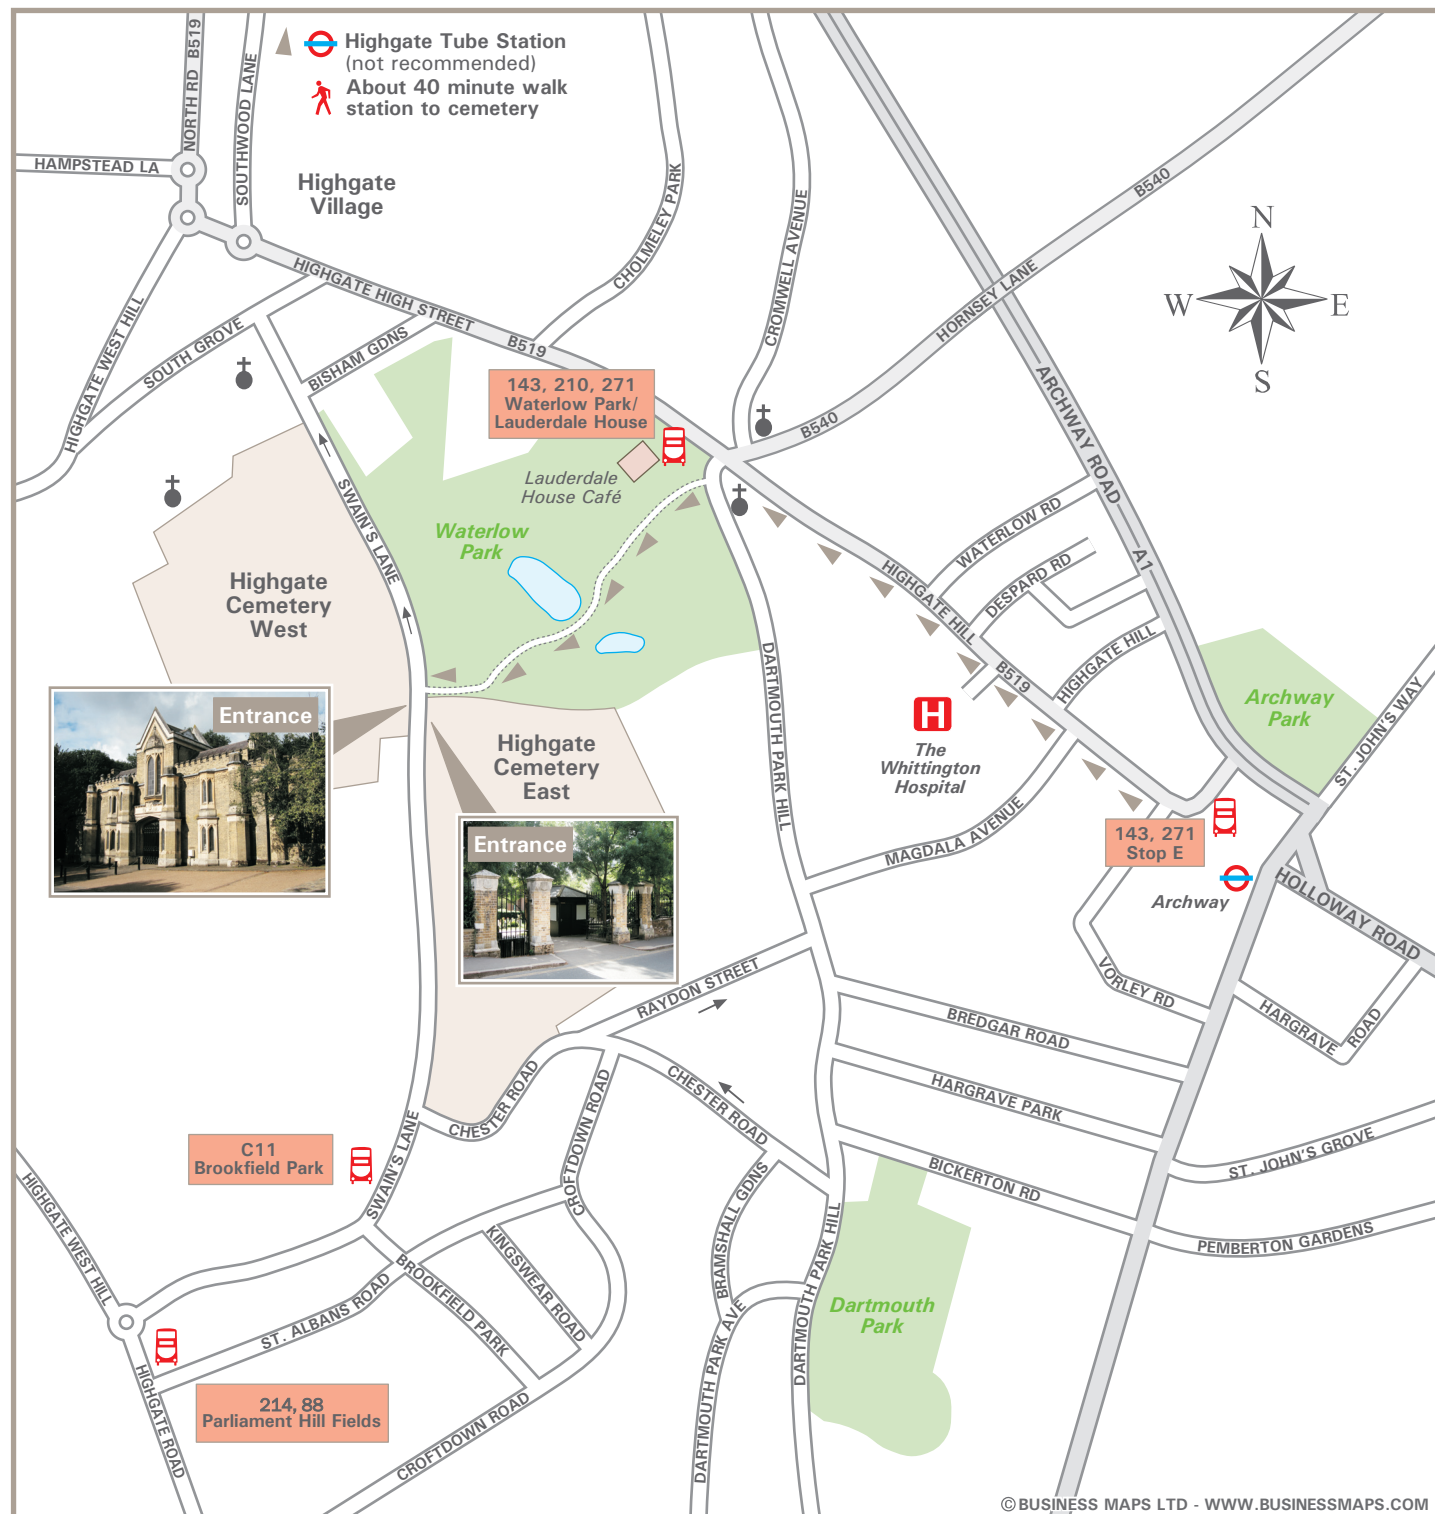 Highgate Tube Station
(not recommended)
About 40 minute walk
station to cemetery
NORTH RD B519
SOUTHWOOD LANE
HAMPSTEAD LA
Highgate
Village
CHOLMELEY PARK
CROMWELL AVENUE
B540
N
W
E
S
HIGHGATE HIGH STREET
B519
HORNSEY LANE
HIGHGATE WEST HILL
SOUTH GROVE
BISHAM GDNS
143, 210, 271
Waterlow Park/
Lauderdale House
B540
ARCHWAY ROAD
A1
Lauderdale
House Café
SWAIN'S LANE
Waterlow
Park
WATERLOW RD
DESPARD RD
HIGHGATE HILL
B519
HIGHGATE HILL
Highgate
Cemetery
West
DARTMOUTH PARK HILL
Archway
Park
ST. JOHN'S WAY
Entrance
Highgate
Cemetery
East
The
Whittington
Hospital
H
MAGDALA AVENUE
Entrance
143, 271
Stop E
Archway
HOLLOWAY ROAD
RAYDON STREET
VORLEY RD
HARGRAVE
ROAD
BREDGAR ROAD
CHESTER ROAD
CHESTER ROAD
HARGRAVE PARK
C11
Brookfield Park
SWAIN'S LANE
CROFTDOWN ROAD
BRAMSHALL GDNS
BICKERTON RD
ST. JOHN'S GROVE
PEMBERTON GARDENS
HIGHGATE WEST HILL
KINGSWEAR ROAD
BROOKFIELD PARK
ST. ALBANS ROAD
DARTMOUTH PARK HILL
Dartmouth
Park
DARTMOUTH PARK AVE
HIGHGATE ROAD
214, 88
Parliament Hill Fields
CROFTDOWN ROAD
©BUSINESS MAPS LTD - WWW.BUSINESSMAPS.COM